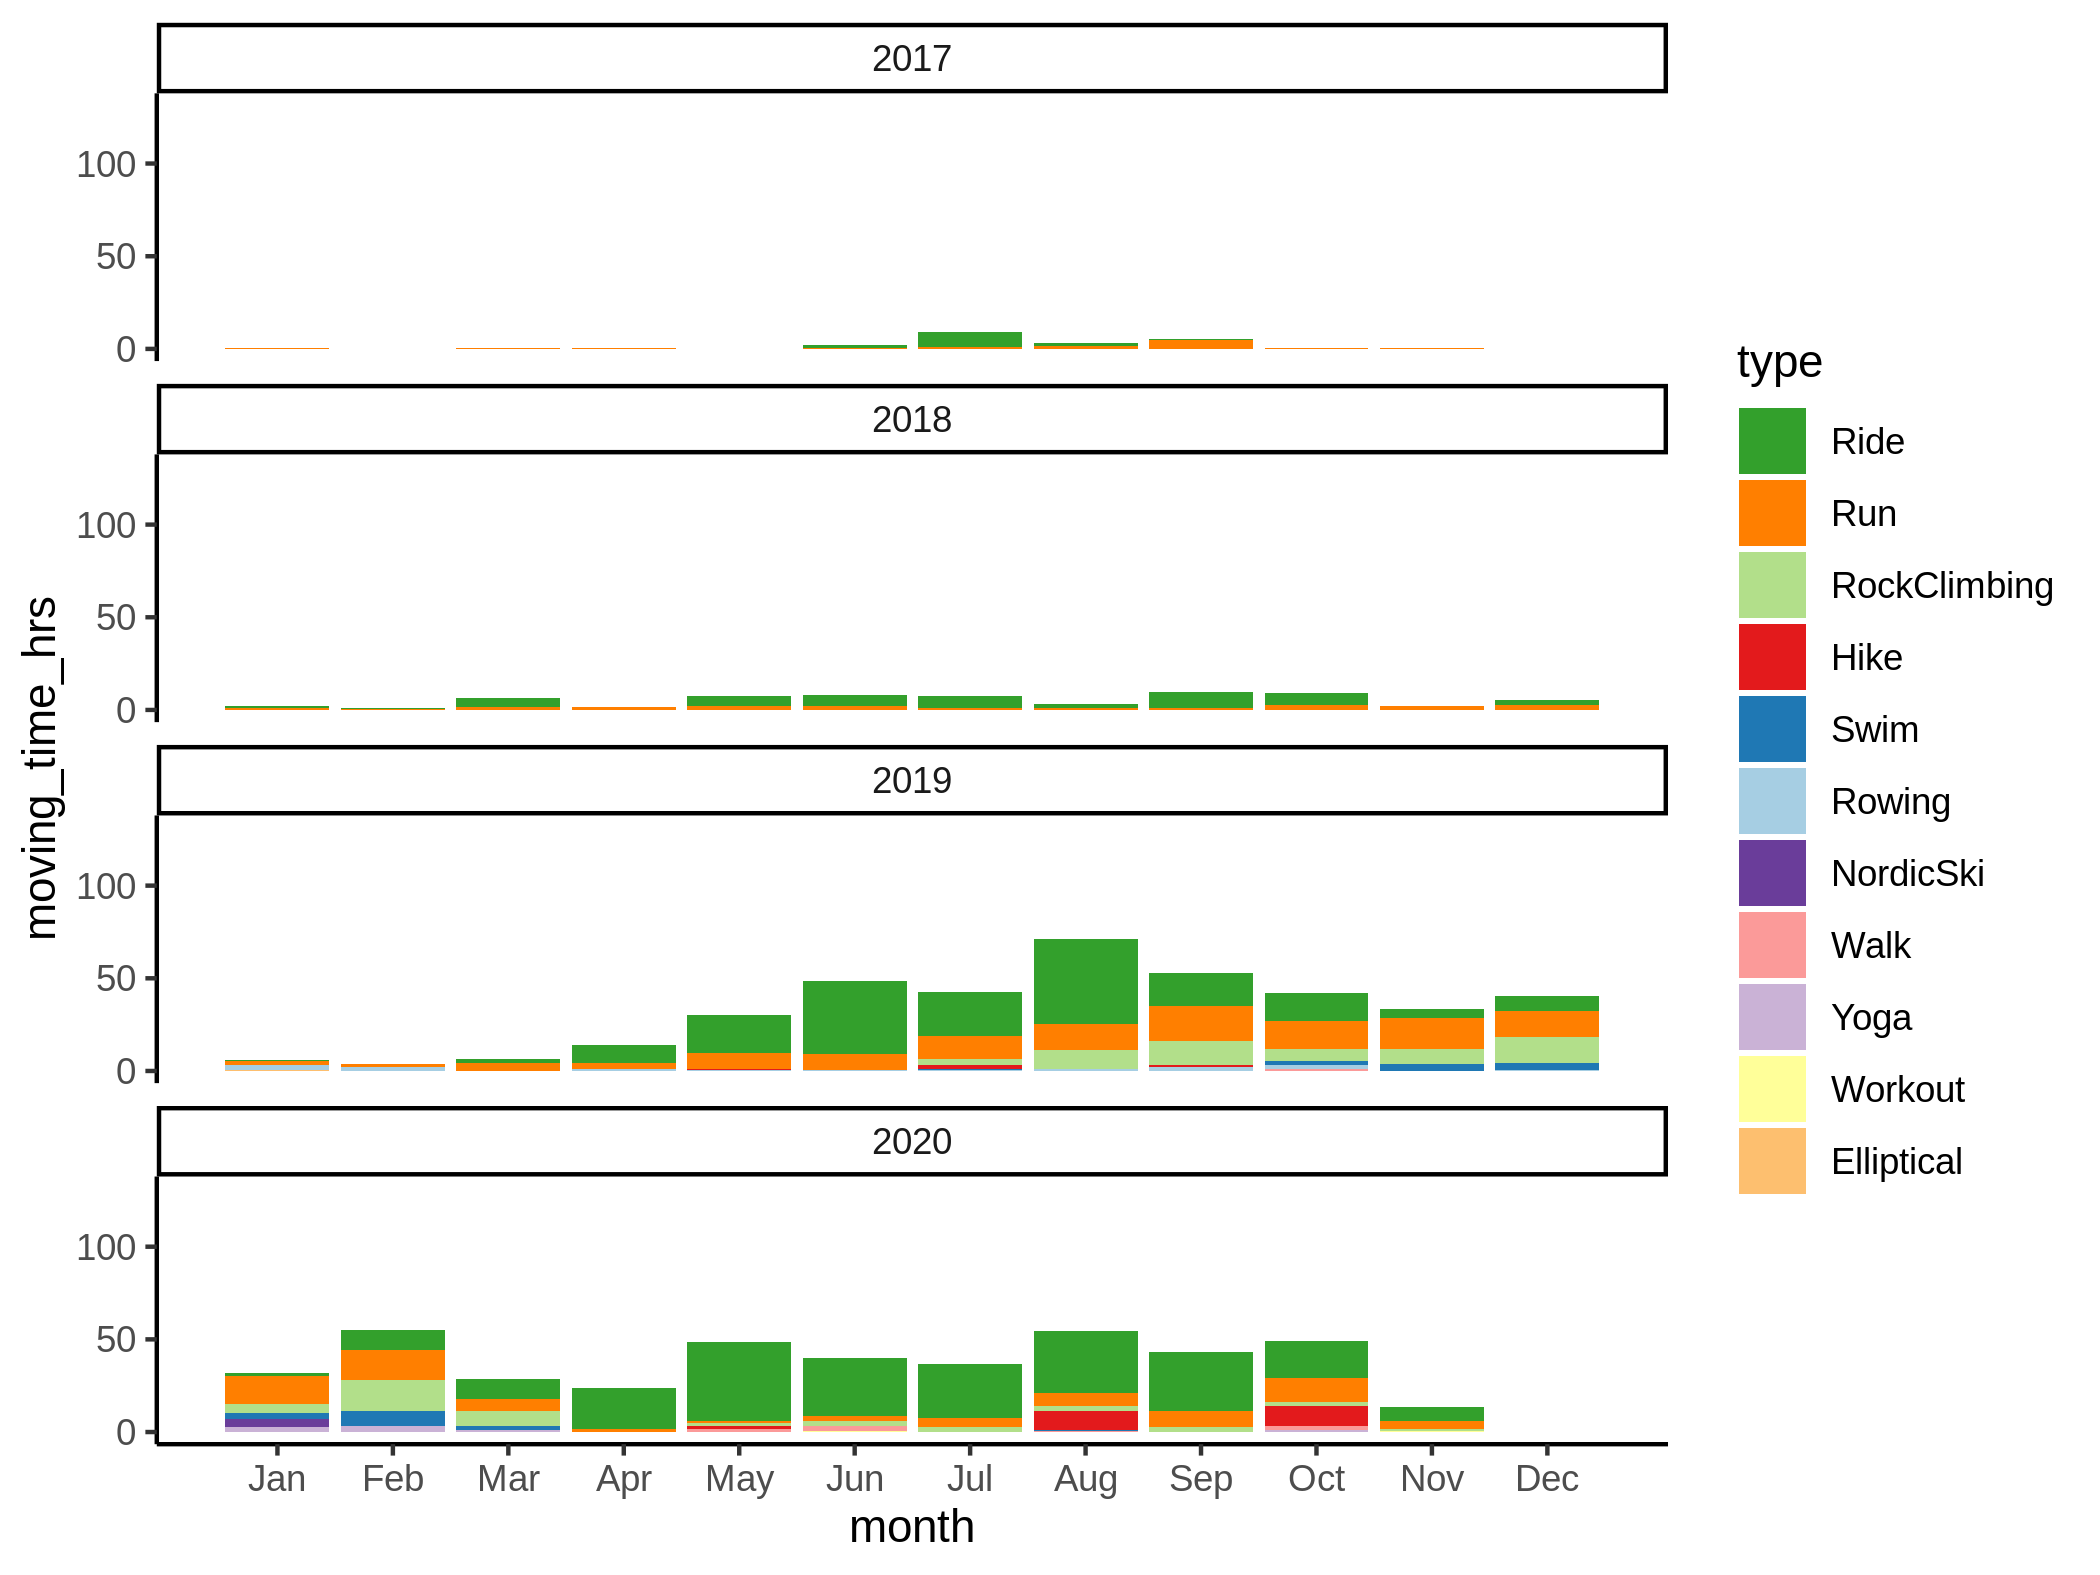 2017
100
50
0
2018
100
50
0
2019
100
50
0
2020
100
50
0
Jan Feb Mar Apr May Jun Jul Aug Sep Oct Nov Dec
month
moving_time_hrs
type
Ride
Run
RockClimbing
Hike
Swim
Rowing
NordicSki
Walk
Yoga
Workout
Elliptical